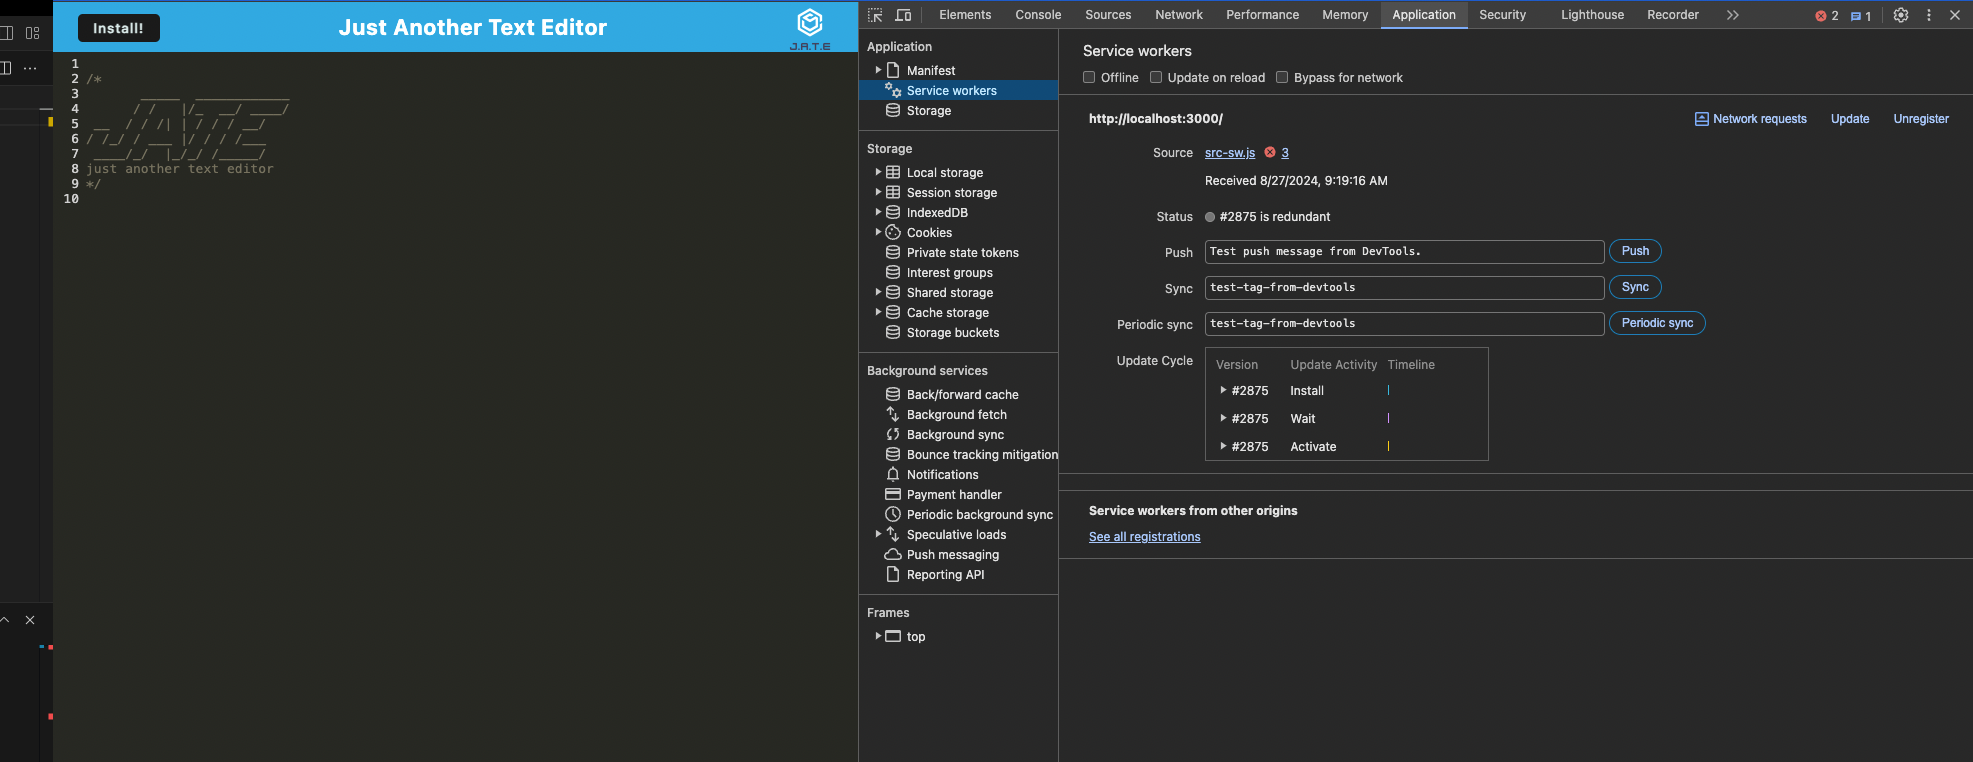 Install!
Just Another Text Editor
J.A.T.E
1
2 /*
3
4
5
6
7
8 just another text editor
9 */
10
Elements Console Sources Network Performance Memory Application Security Lighthouse Recorder 2 1
Application
Manifest
Service workers
Storage
Storage
Local storage
Session storage
IndexedDB
Cookies
Private state tokens
Interest groups
Shared storage
Cache storage
Storage buckets
Background services
Back/forward cache
Background fetch
Background sync
Bounce tracking mitigation
Notifications
Payment handler
Periodic background sync
Speculative loads
Push messaging
Reporting API
Frames
top
Service workers
Offline Update on reload Bypass for network
http://localhost:3000/ Network requests Update Unregister
Source src-sw.js 3
Received 8/27/2024, 9:19:16 AM
Status #2875 is redundant
Push Test push message from DevTools. Push
Sync test-tag-from-devtools Sync
Periodic sync test-tag-from-devtools Periodic sync
Update Cycle Version Update Activity Timeline
#2875 Install
#2875 Wait
#2875 Activate
Service workers from other origins
See all registrations